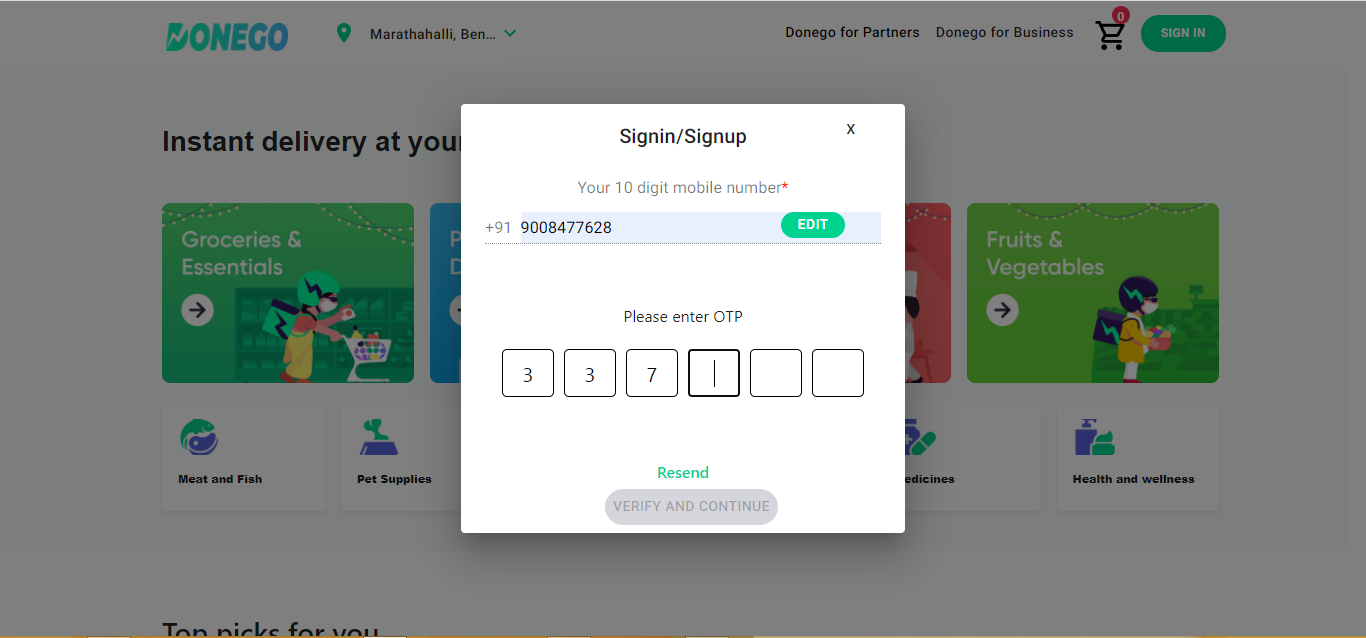 DONEGO
Marathahalli, Ben...
Donego for Partners
Donego for Business
0
SIGN IN
Instant delivery at your
Signin/Signup
X
Your 10 digit mobile number*
+91 9008477628
EDIT
Groceries &
Essentials
Fruits &
Vegetables
Please enter OTP
3 3 7
Resend
VERIFY AND CONTINUE
Meat and Fish
Pet Supplies
edicines
Health and wellness
Top picks for you